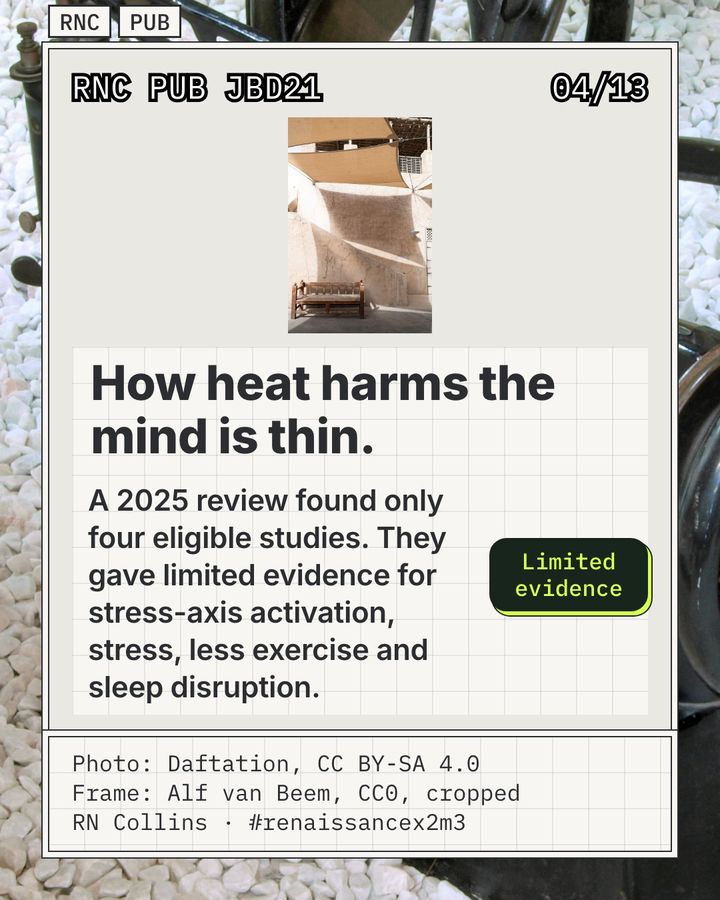 RNC PUB
RNC PUB JBD21
04/13
How heat harms the
mind is thin.
A 2025 review found only
four eligible studies. They
gave limited evidence for
stress-axis activation,
stress, less exercise and
sleep disruption.
Limited
evidence
Photo: Daftation, CC BY-SA 4.0
Frame: Alf van Beem, CC0, cropped
RN Collins · #renaissancex2m3